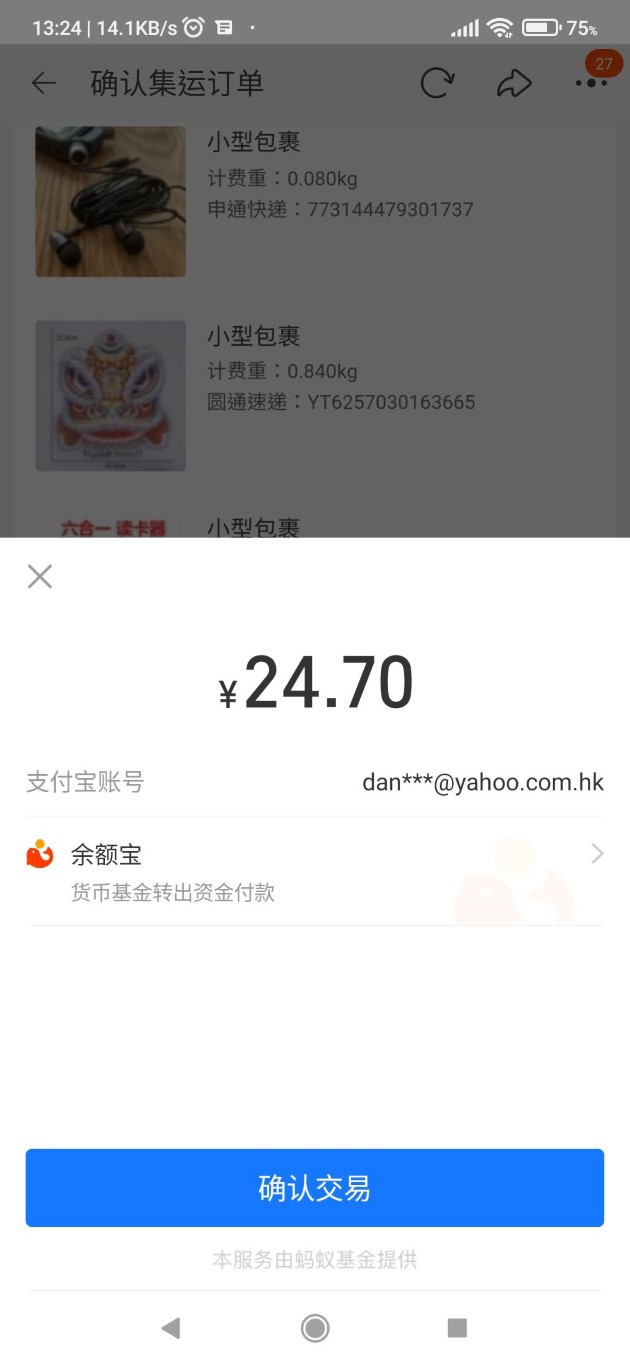 13:24 | 14.1KB/s
75%
27
确认集运订单
小型包裹
计费重：0.080kg
申通快递：773144479301737
小型包裹
计费重：0.840kg
圆通速递：YT6257030163665
六合一 读卡器
小型包裹
¥24.70
支付宝账号
dan***@yahoo.com.hk
余额宝
货币基金转出资金付款
确认交易
本服务由蚂蚁基金提供